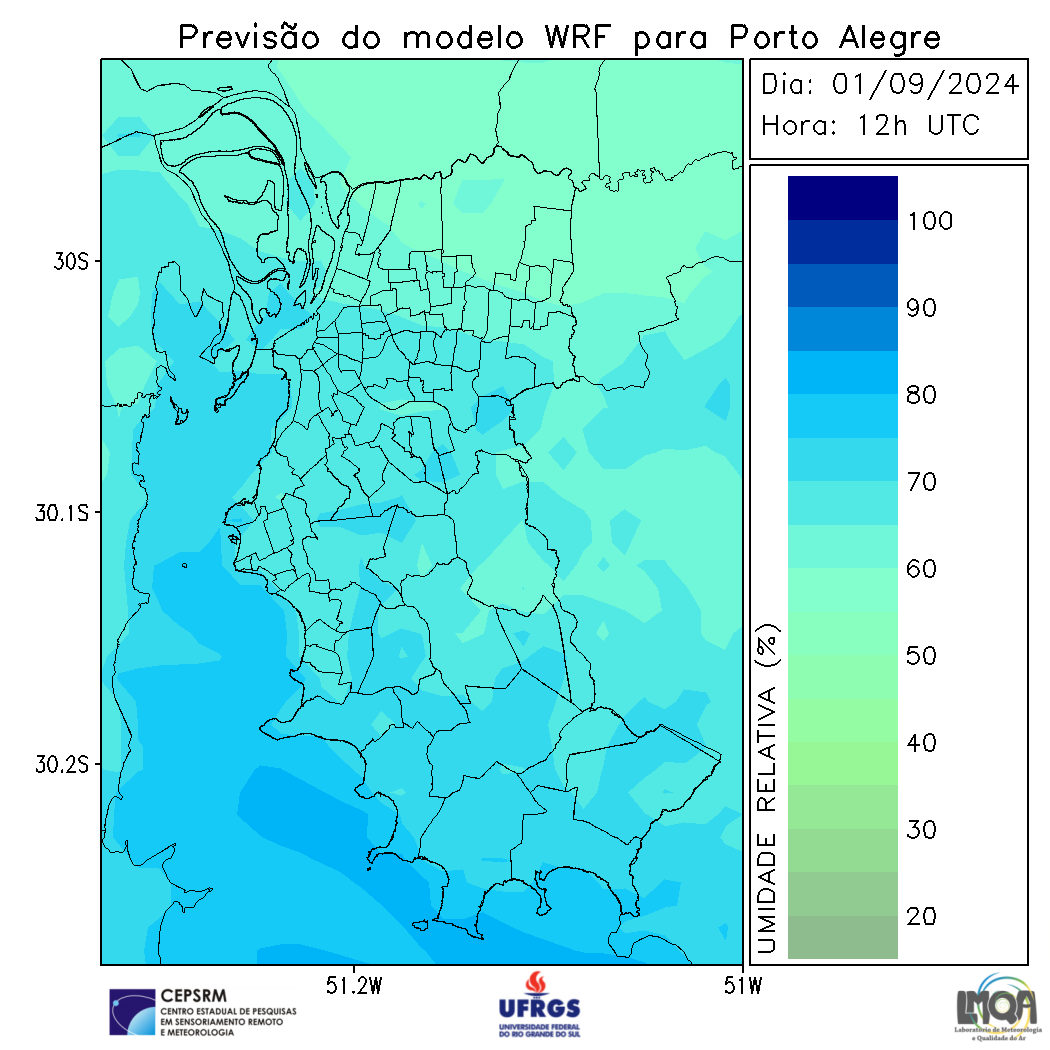 Previsão do modelo WRF para Porto Alegre
Dia: 01/09/2024
Hora: 12h UTC
30S
30.1S
30.2S
51.2W
51W
100
90
80
70
60
50
40
30
20
UMIDADE RELATIVA (%)
CEPSRM
CENTRO ESTADUAL DE PESQUISAS
EM SENSORIAMENTO REMOTO
E METEOROLOGIA
UFRGS
UNIVERSIDADE FEDERAL
DO RIO GRANDE DO SUL
LMQA
Laboratório de Meteorologia
e Qualidade do Ar